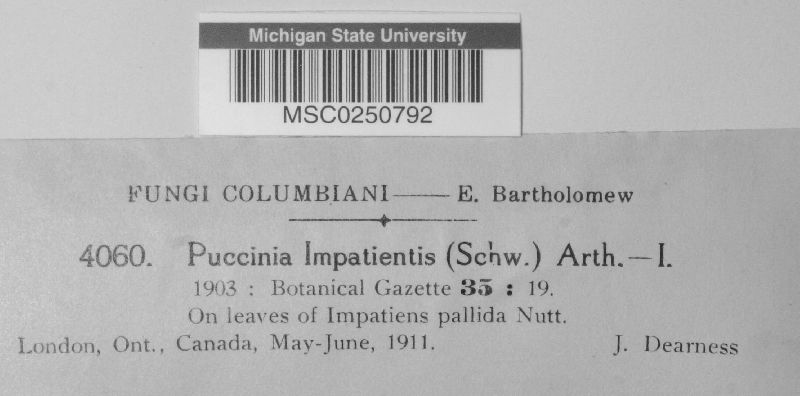 Michigan State University
MSC0250792
FUNGI COLUMBIANI—E. Bartholomew
4060. Puccinia Impatientis (Schw.) Arth.—I.
1903 : Botanical Gazette 35 : 19.
On leaves of Impatiens pallida Nutt.
London, Ont., Canada, May-June, 1911. J. Dearness